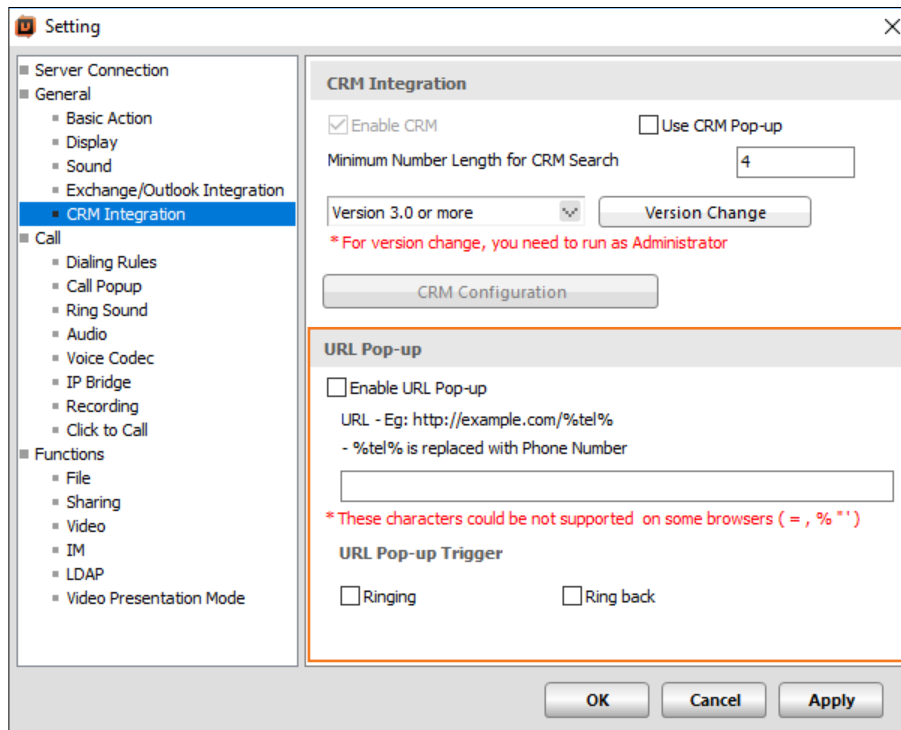 Setting
Server Connection
General
Basic Action
Display
Sound
Exchange/Outlook Integration
CRM Integration
Call
Dialing Rules
Call Popup
Ring Sound
Audio
Voice Codec
IP Bridge
Recording
Click to Call
Functions
File
Sharing
Video
IM
LDAP
Video Presentation Mode
CRM Integration
Enable CRM Use CRM Pop-up
Minimum Number Length for CRM Search 4
Version 3.0 or more Version Change
* For version change, you need to run as Administrator
CRM Configuration
URL Pop-up
Enable URL Pop-up
URL - Eg: http://example.com/%tel%
- %tel% is replaced with Phone Number
* These characters could be not supported on some browsers ( = , % " ' )
URL Pop-up Trigger
Ringing Ring back
OK Cancel Apply